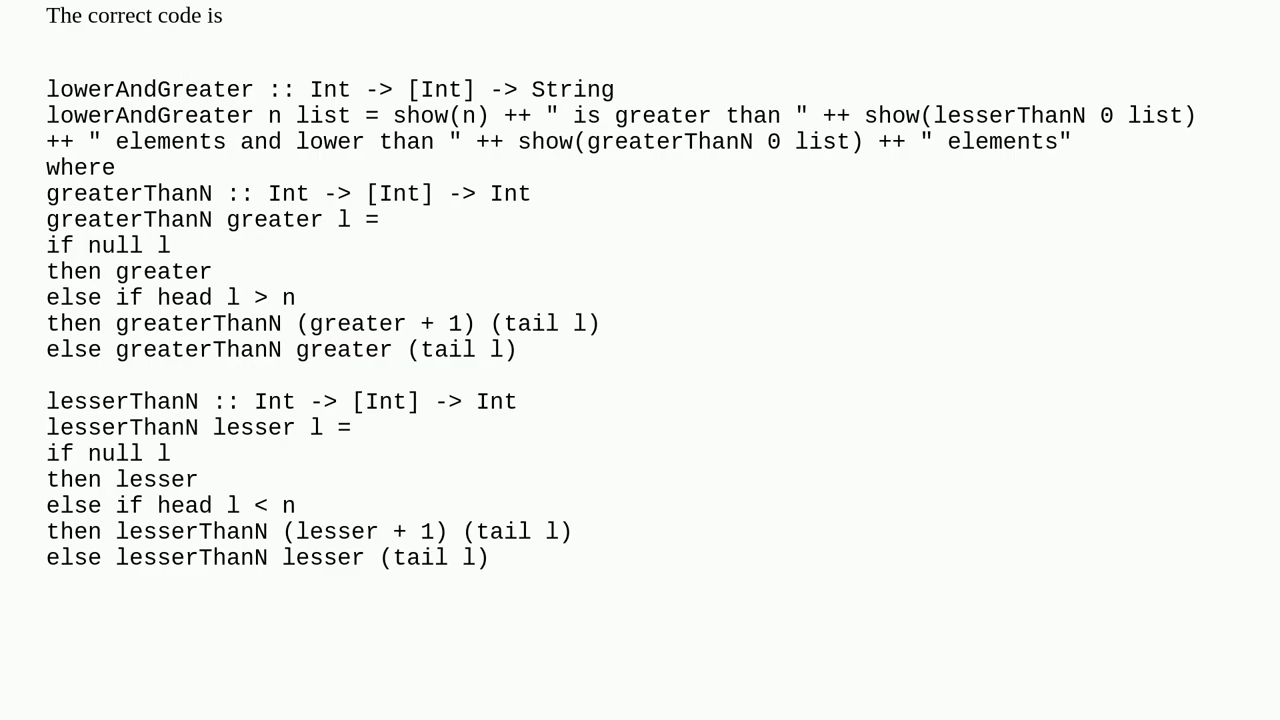 The correct code is
lowerAndGreater :: Int -> [Int] -> String
lowerAndGreater n list = show(n) ++ " is greater than " ++ show(lesserThanN 0 list)
++ " elements and lower than " ++ show(greaterThanN 0 list) ++ " elements"
where
greaterThanN :: Int -> [Int] -> Int
greaterThanN greater l =
if null l
then greater
else if head l > n
then greaterThanN (greater + 1) (tail l)
else greaterThanN greater (tail l)
lesserThanN :: Int -> [Int] -> Int
lesserThanN lesser l =
if null l
then lesser
else if head l < n
then lesserThanN (lesser + 1) (tail l)
else lesserThanN lesser (tail l)